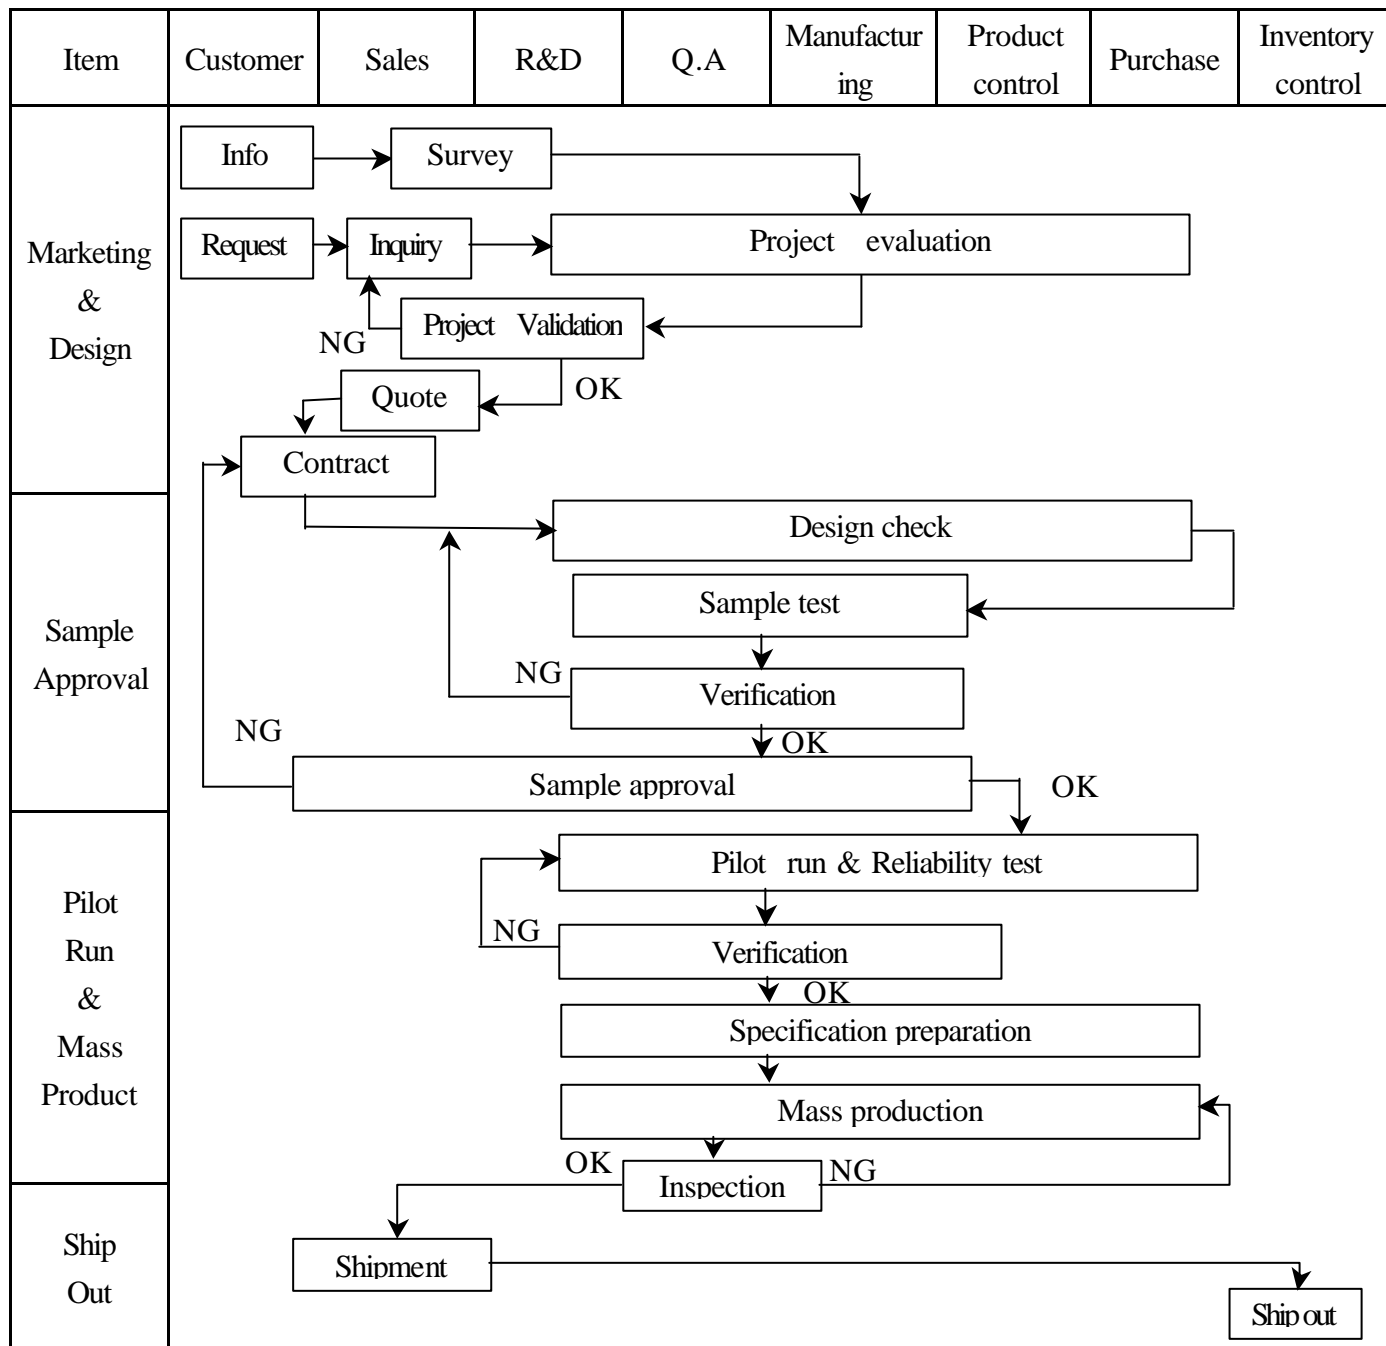 Item
Customer
Sales
R&D
Q.A
Manufactur
ing
Product
control
Purchase
Inventory
control
Marketing
&
Design
Info
Survey
Request
Inquiry
Project evaluation
Project Validation
NG
OK
Quote
Contract
Sample
Approval
Design check
Sample test
NG
Verification
OK
NG
Sample approval
OK
Pilot
Run
&
Mass
Product
Pilot run & Reliability test
NG
Verification
OK
Specification preparation
Mass production
OK
Inspection
NG
Ship
Out
Shipment
Ship out